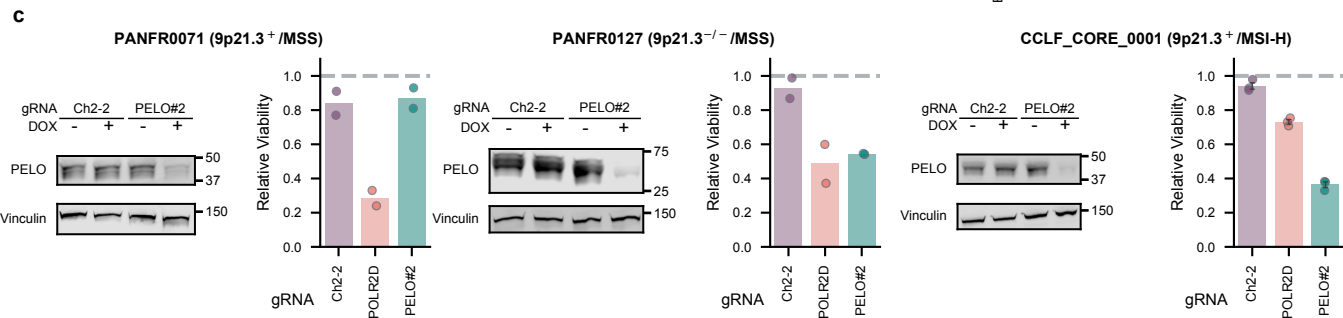 c
PANFR0071 (9p21.3⁺/MSS)
gRNA Ch2-2 PELO#2
DOX - + - +
PELO 50
37
Vinculin 150
Relative Viability
1.0
0.8
0.6
0.4
0.2
0.0
gRNA Ch2-2 POLR2D PELO#2
PANFR0127 (9p21.3⁻/⁻/MSS)
gRNA Ch2-2 PELO#2
DOX - + - +
PELO 75
25
Vinculin 150
Relative Viability
1.0
0.8
0.6
0.4
0.2
0.0
gRNA Ch2-2 POLR2D PELO#2
CCLF_CORE_0001 (9p21.3⁺/MSI-H)
gRNA Ch2-2 PELO#2
DOX - + - +
PELO 50
37
Vinculin 150
Relative Viability
1.0
0.8
0.6
0.4
0.2
0.0
gRNA Ch2-2 POLR2D PELO#2